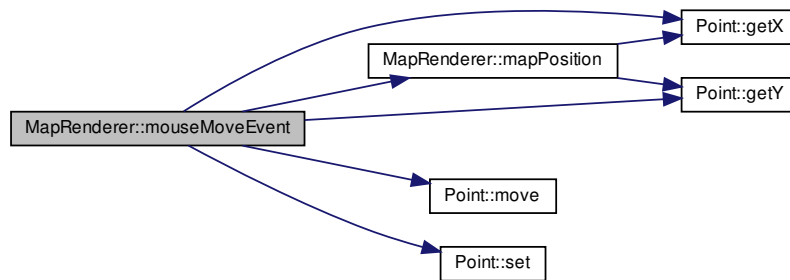 Point::getX
MapRenderer::mapPosition
Point::getY
MapRenderer::mouseMoveEvent
Point::move
Point::set